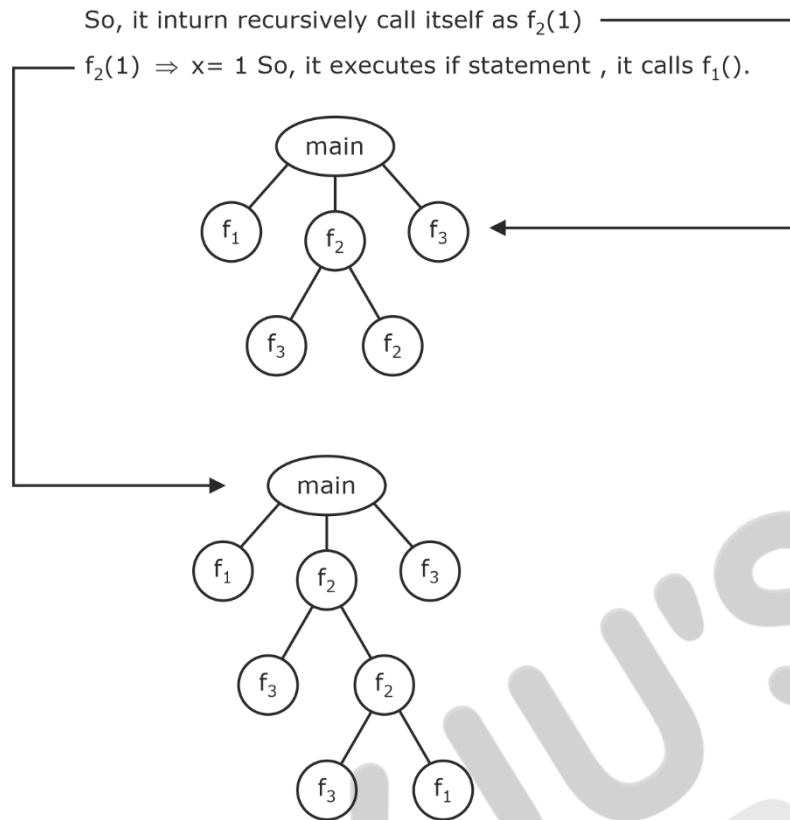 So, it inturn recursively call itself as f₂(1)
f₂(1) ⇒ x= 1 So, it executes if statement , it calls f₁().
main
f₁ f₂ f₃
f₃ f₂
main
f₁ f₂ f₃
f₃ f₂
f₃ f₁